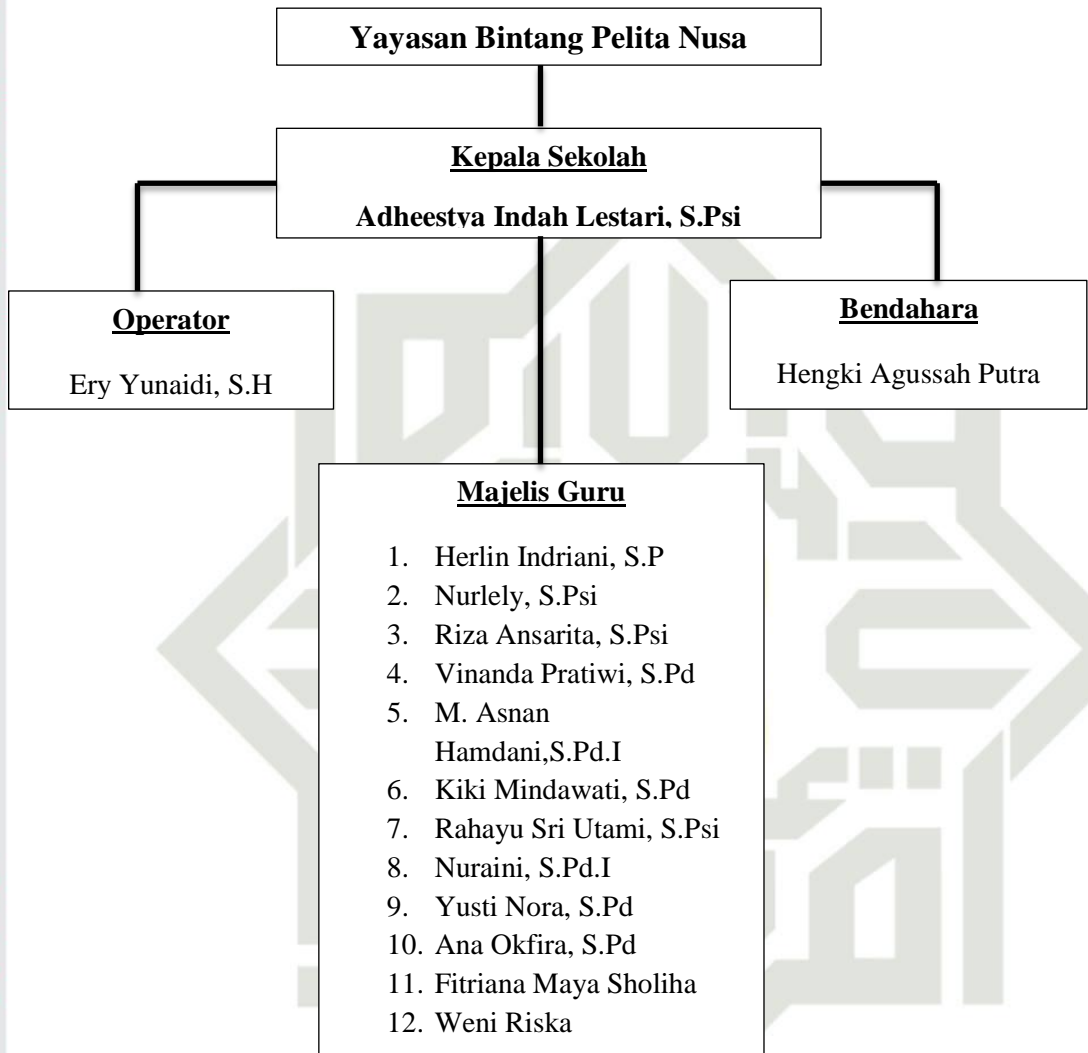 Yayasan Bintang Pelita Nusa
Kepala Sekolah
Adheestya Indah Lestari, S.Psi
Operator
Ery Yunaidi, S.H
Bendahara
Hengki Agussah Putra
Majelis Guru
1. Herlin Indriani, S.P
2. Nurlely, S.Psi
3. Riza Ansarita, S.Psi
4. Vinanda Pratiwi, S.Pd
5. M. Asnan
Hamdani,S.Pd.I
6. Kiki Mindawati, S.Pd
7. Rahayu Sri Utami, S.Psi
8. Nuraini, S.Pd.I
9. Yusti Nora, S.Pd
10. Ana Okfira, S.Pd
11. Fitriana Maya Sholiha
12. Weni Riska